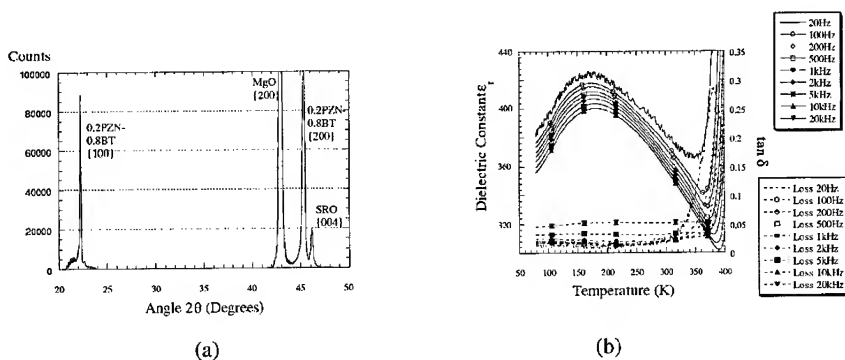 Counts
100000
80000
60000
40000
20000
0
20 25 30 35 40 45 50
Angle 2θ (Degrees)
0.2PZN-
0.8BT
{100}
MgO
{200}
0.2PZN-
0.8BT
{200}
SRO
{004}
(a)
Dielectric Constant εr
440
400
360
320
50 100 150 200 250 300 350 400
Temperature (K)
0.35
0.3
0.25
0.2
0.15
0.1
0.05
0
tan δ
20Hz
100Hz
200Hz
500Hz
1kHz
2kHz
5kHz
10kHz
20kHz
Loss 20Hz
Loss 100Hz
Loss 200Hz
Loss 500Hz
Loss 1kHz
Loss 2kHz
Loss 5kHz
Loss 10kHz
Loss 20kHz
(b)